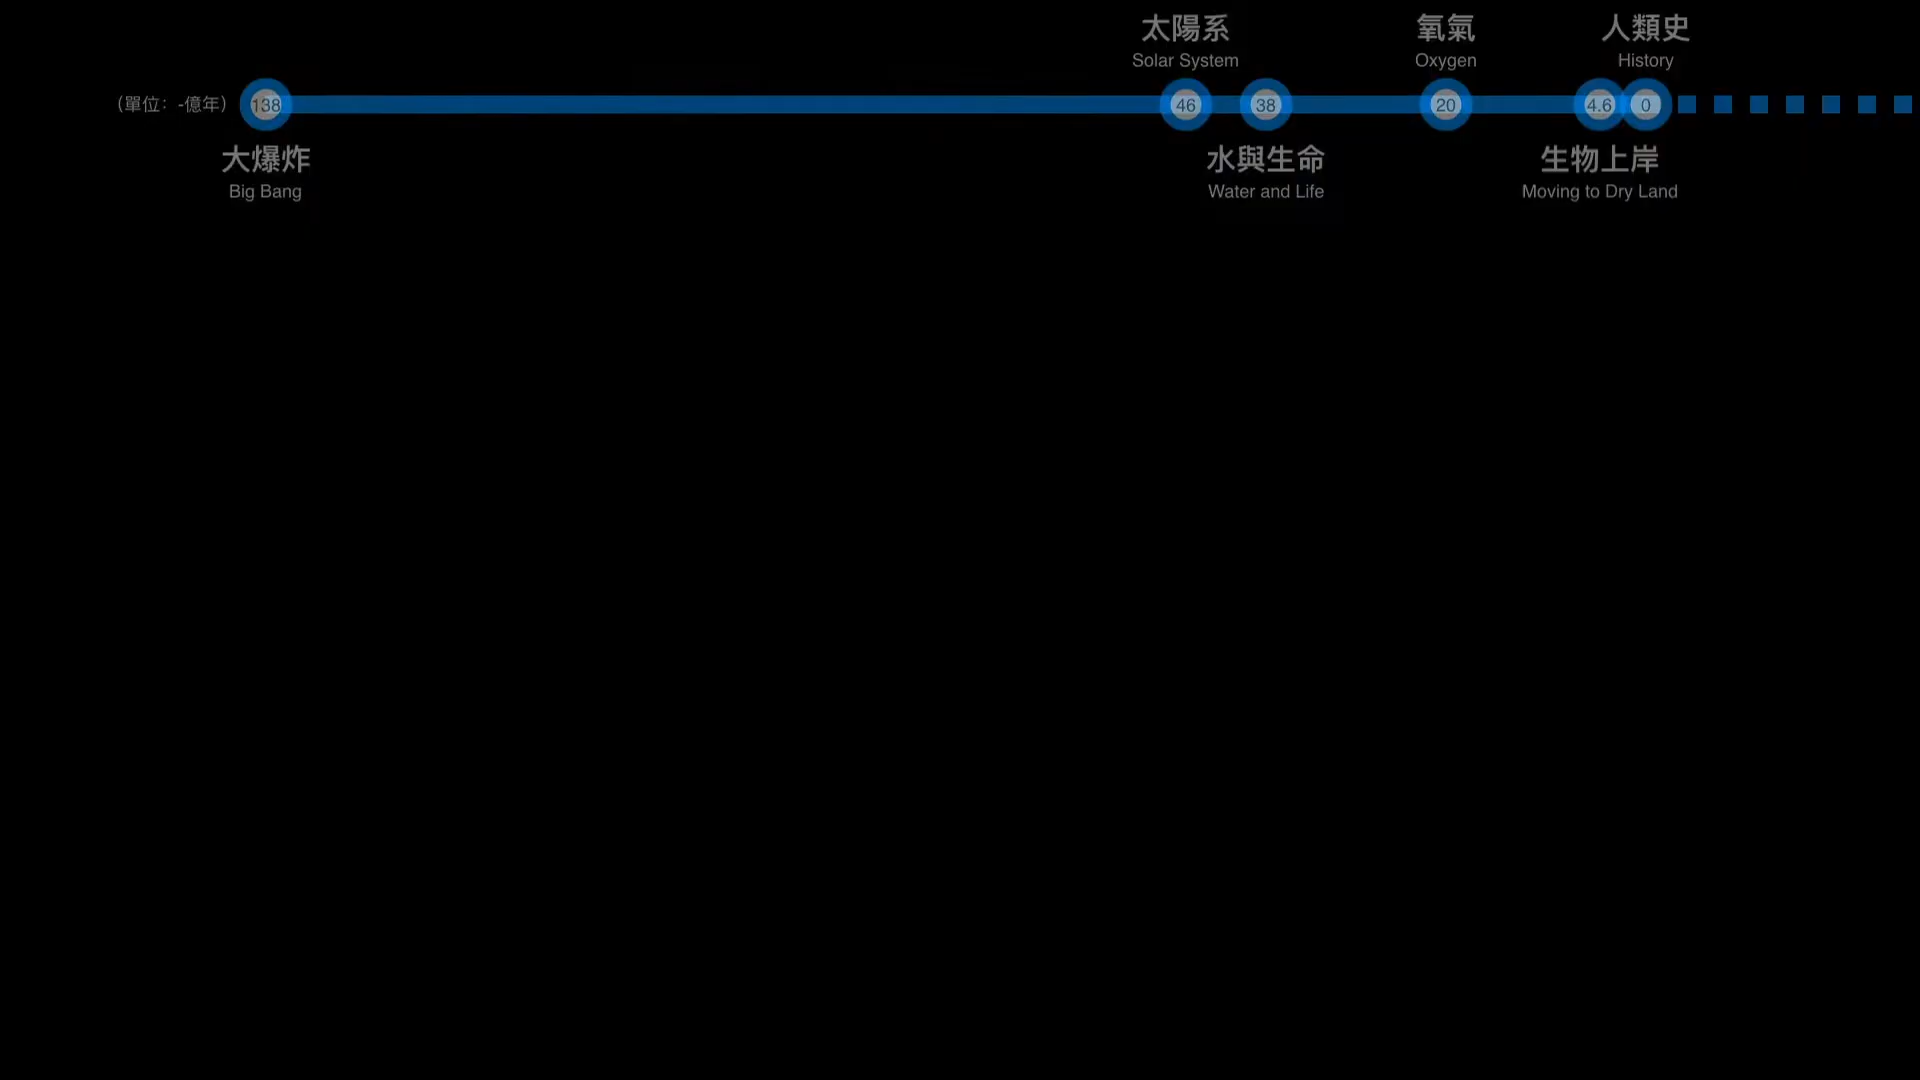 太陽系
Solar System
氧氣
Oxygen
人類史
History
（單位：-億年）
138
46
38
20
4.6
0
大爆炸
Big Bang
水與生命
Water and Life
生物上岸
Moving to Dry Land